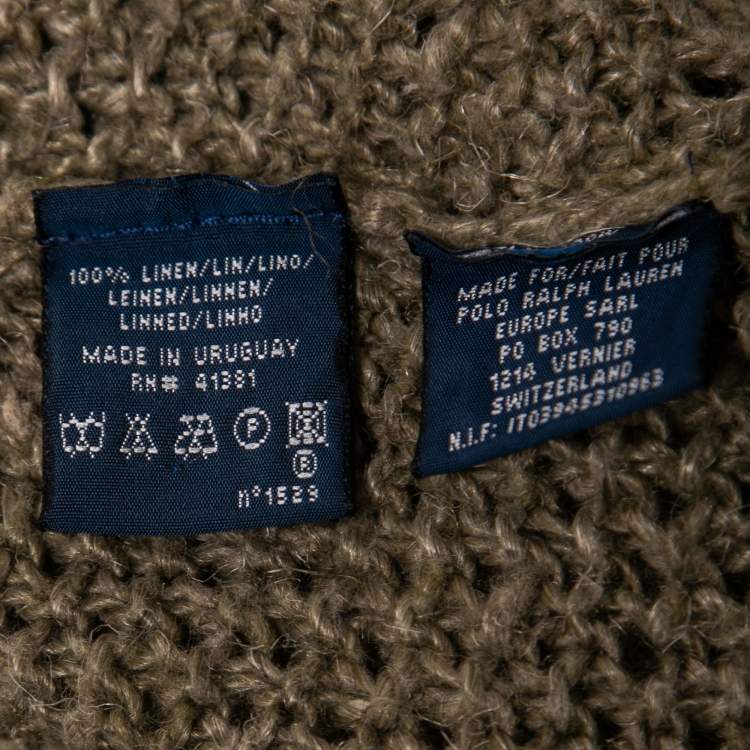 100% LINEN/LIN/LINO/
LEINEN/LINNEN/
LINNED/LINHO
MADE IN URUGUAY
RN# 41381
P
R
n°1529
MADE FOR/FAIT POUR
POLO RALPH LAUREN
EUROPE SARL
PO BOX 790
1214 VERNIER
SWITZERLAND
N.I.F: IT03945310963